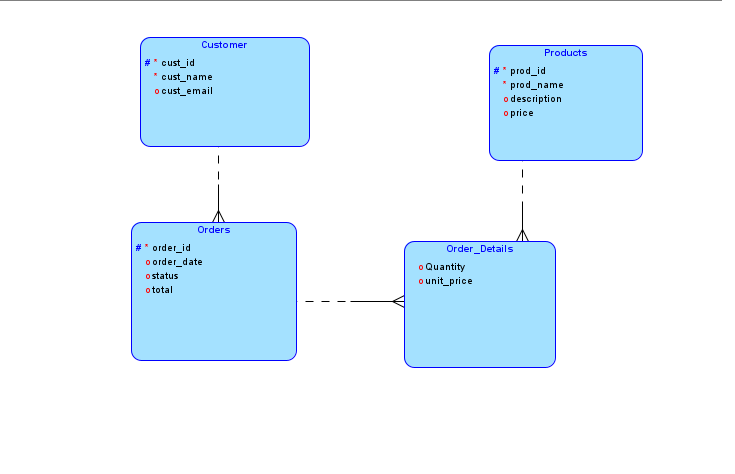 Customer
# * cust_id
* cust_name
o cust_email
Products
# * prod_id
* prod_name
o description
o price
Orders
# * order_id
o order_date
o status
o total
Order_Details
o Quantity
o unit_price